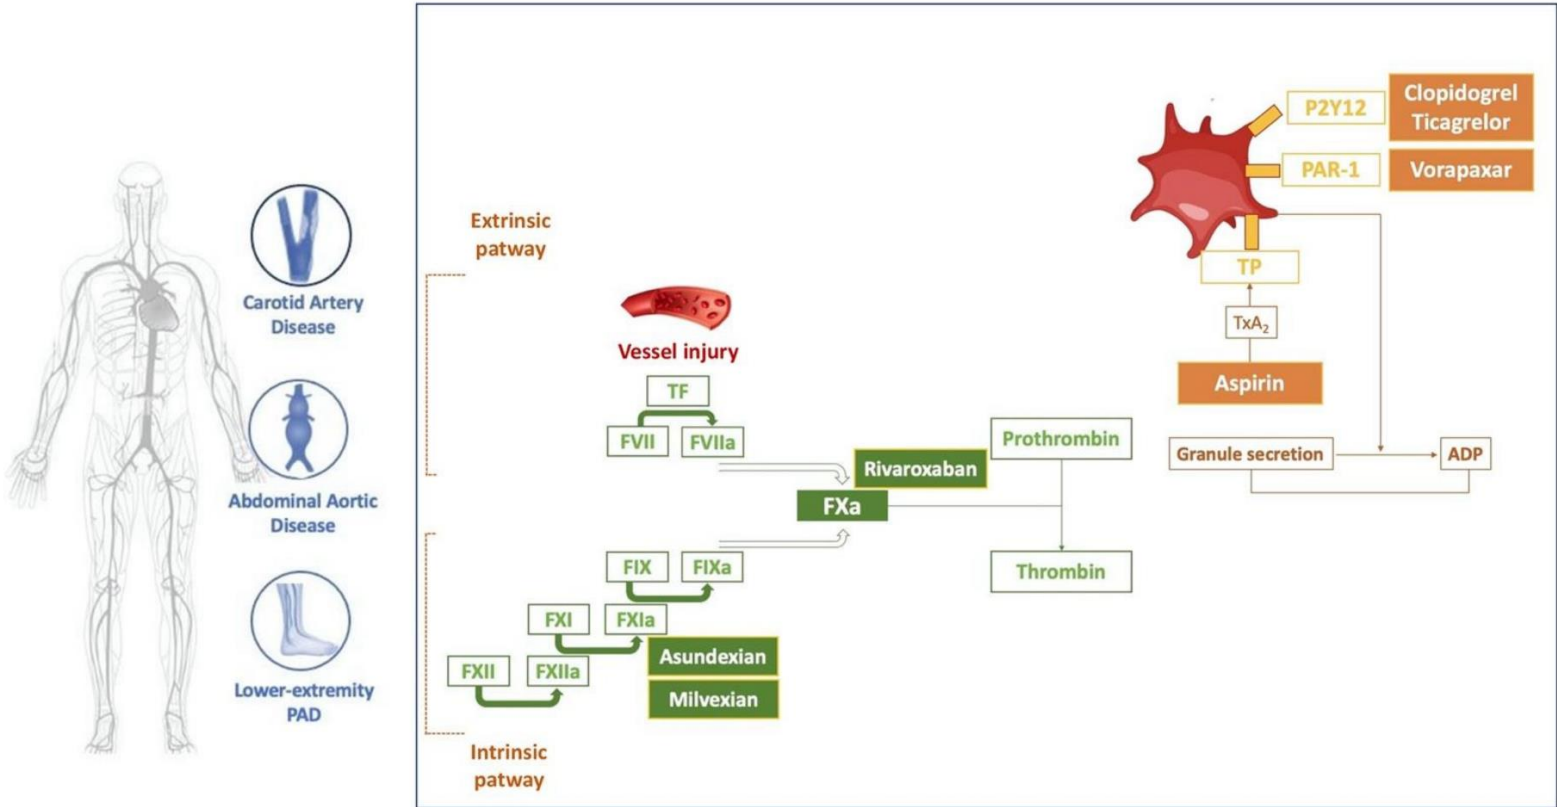 Carotid Artery
Disease
Abdominal Aortic
Disease
Lower-extremity
PAD
Extrinsic
patway
Vessel injury
TF
FVII
FVIIa
Rivaroxaban
FXa
Prothrombin
Thrombin
FIX
FIXa
FXI
FXIa
FXII
FXIIa
Asundexian
Milvexian
Intrinsic
patway
P2Y12
Clopidogrel
Ticagrelor
PAR-1
Vorapaxar
TP
TxA₂
Aspirin
Granule secretion
ADP